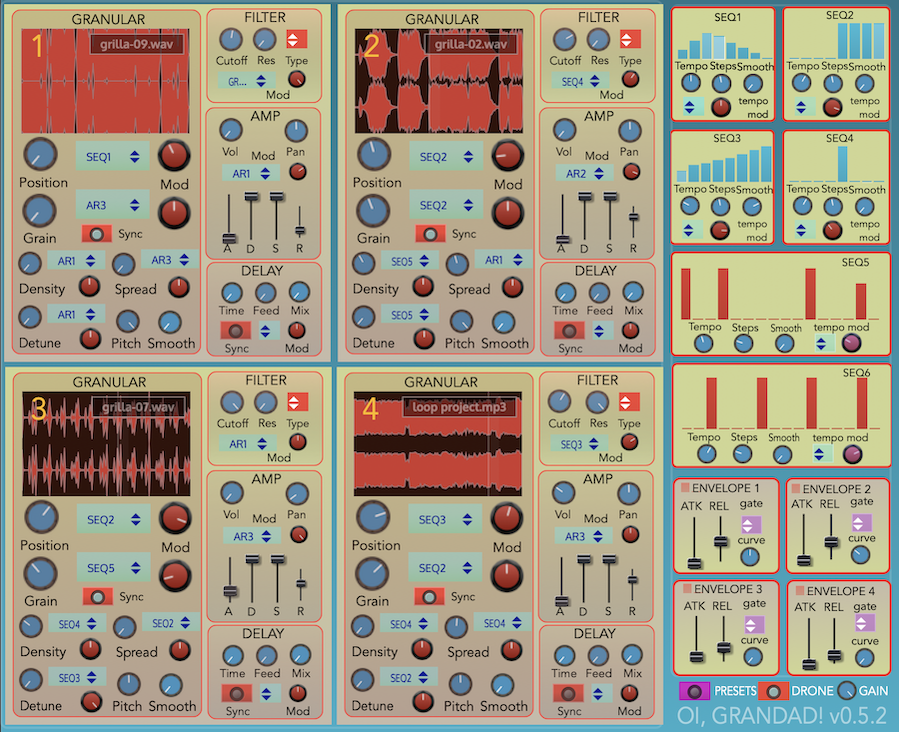 GRANULAR
1
grilla-09.wav
Position
SEQ1
Mod
Grain
AR3
Sync
AR1
AR3
Density
Spread
AR1
Detune
Pitch
Smooth
FILTER
Cutoff
Res
Type
GR...
Mod
AMP
Vol
Mod
Pan
AR1
A
D
S
R
DELAY
Time
Feed
Mix
Sync
Mod
GRANULAR
2
grilla-02.wav
Position
SEQ2
Mod
Grain
SEQ2
Sync
SEQ5
AR1
Density
Spread
SEQ5
Detune
Pitch
Smooth
FILTER
Cutoff
Res
Type
SEQ4
Mod
AMP
Vol
Mod
Pan
AR2
A
D
S
R
DELAY
Time
Feed
Mix
Sync
Mod
GRANULAR
3
grilla-07.wav
Position
SEQ2
Mod
Grain
SEQ5
Sync
SEQ4
SEQ2
Density
Spread
SEQ3
Detune
Pitch
Smooth
FILTER
Cutoff
Res
Type
AR1
Mod
AMP
Vol
Mod
Pan
AR3
A
D
S
R
DELAY
Time
Feed
Mix
Sync
Mod
GRANULAR
4
loop project.mp3
Position
SEQ3
Mod
Grain
SEQ2
Sync
SEQ4
SEQ4
Density
Spread
SEQ2
Detune
Pitch
Smooth
FILTER
Cutoff
Res
Type
SEQ3
Mod
AMP
Vol
Mod
Pan
AR3
A
D
S
R
DELAY
Time
Feed
Mix
Sync
Mod
SEQ1
Tempo Steps Smooth
tempo
mod
SEQ2
Tempo Steps Smooth
tempo
mod
SEQ3
Tempo Steps Smooth
tempo
mod
SEQ4
Tempo Steps Smooth
tempo
mod
SEQ5
Tempo Steps Smooth tempo mod
SEQ6
Tempo Steps Smooth tempo mod
ENVELOPE 1
ATK REL gate
curve
ENVELOPE 2
ATK REL gate
curve
ENVELOPE 3
ATK REL gate
curve
ENVELOPE 4
ATK REL gate
curve
PRESETS DRONE GAIN
OI, GRANDAD! v0.5.2